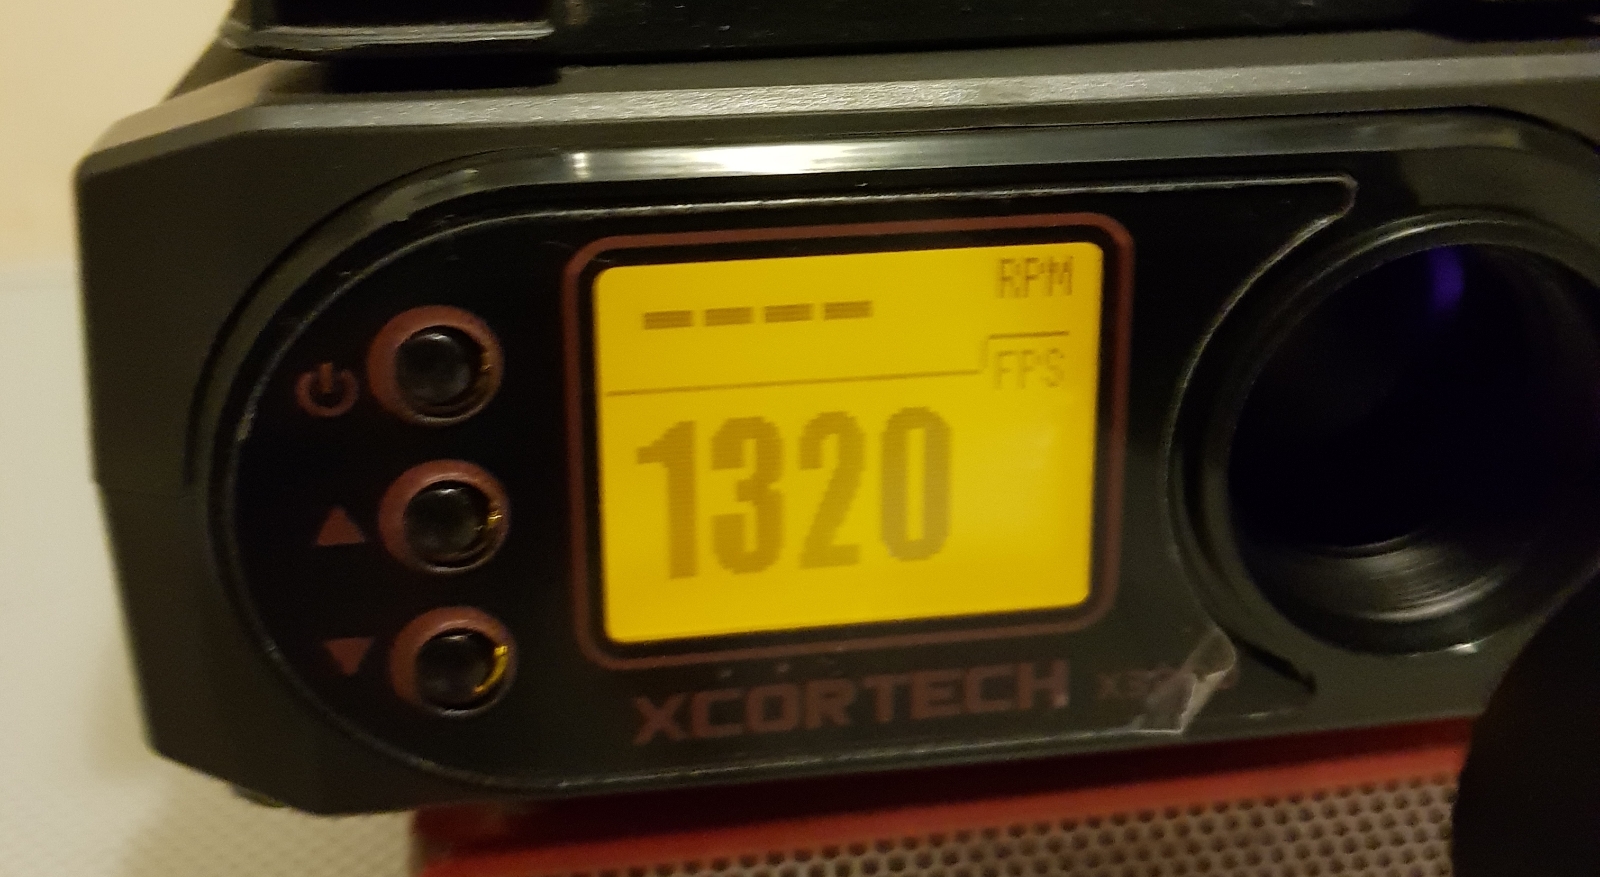 ---- RPM
FPS
1320
XCORTECH